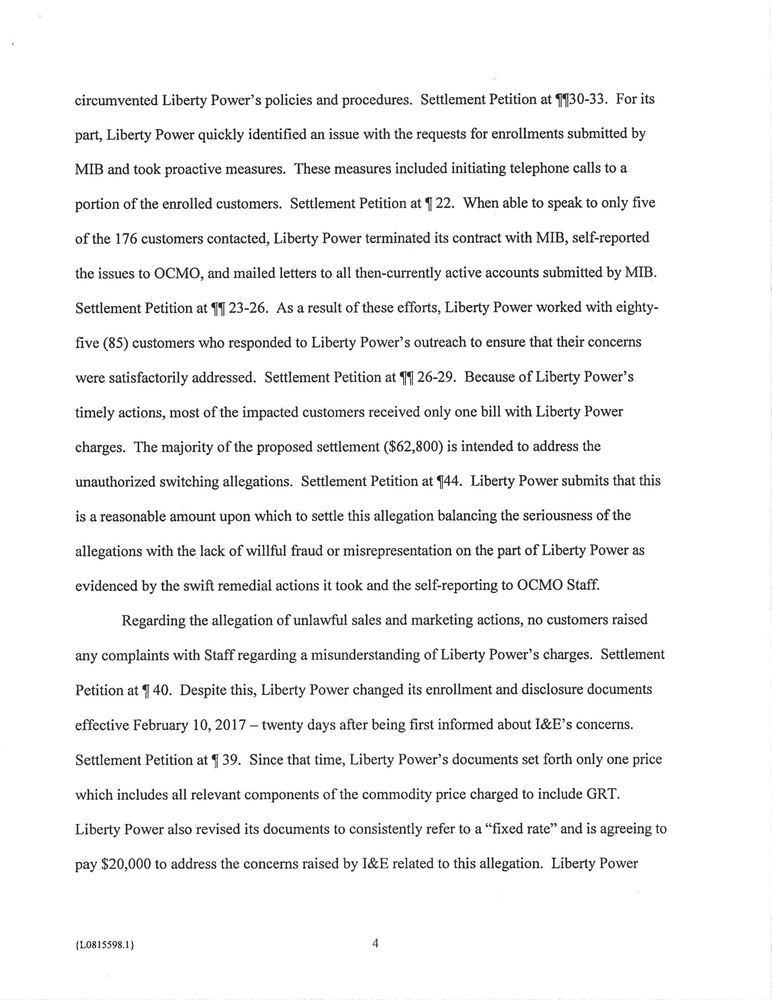 circumvented Liberty Power's policies and procedures. Settlement Petition at ¶¶30-33. For its
part, Liberty Power quickly identified an issue with the requests for enrollments submitted by
MIB and took proactive measures. These measures included initiating telephone calls to a
portion of the enrolled customers. Settlement Petition at ¶ 22. When able to speak to only five
of the 176 customers contacted, Liberty Power terminated its contract with MIB, self-reported
the issues to OCMO, and mailed letters to all then-currently active accounts submitted by MIB.
Settlement Petition at ¶¶ 23-26. As a result of these efforts, Liberty Power worked with eighty-
five (85) customers who responded to Liberty Power's outreach to ensure that their concerns
were satisfactorily addressed. Settlement Petition at ¶¶ 26-29. Because of Liberty Power's
timely actions, most of the impacted customers received only one bill with Liberty Power
charges. The majority of the proposed settlement ($62,800) is intended to address the
unauthorized switching allegations. Settlement Petition at ¶44. Liberty Power submits that this
is a reasonable amount upon which to settle this allegation balancing the seriousness of the
allegations with the lack of willful fraud or misrepresentation on the part of Liberty Power as
evidenced by the swift remedial actions it took and the self-reporting to OCMO Staff.
Regarding the allegation of unlawful sales and marketing actions, no customers raised
any complaints with Staff regarding a misunderstanding of Liberty Power's charges. Settlement
Petition at ¶ 40. Despite this, Liberty Power changed its enrollment and disclosure documents
effective February 10, 2017 – twenty days after being first informed about I&E's concerns.
Settlement Petition at ¶ 39. Since that time, Liberty Power's documents set forth only one price
which includes all relevant components of the commodity price charged to include GRT.
Liberty Power also revised its documents to consistently refer to a "fixed rate" and is agreeing to
pay $20,000 to address the concerns raised by I&E related to this allegation. Liberty Power
{L0815598.1}
4